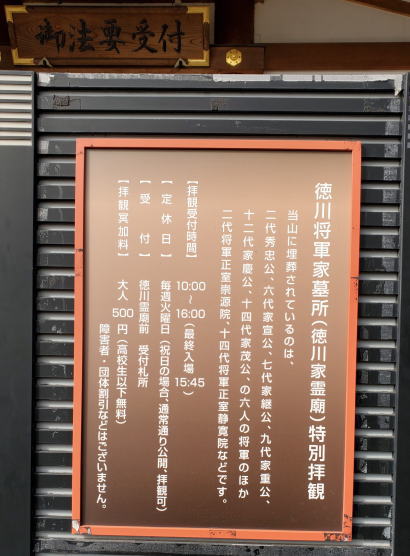 御法要受付
徳川将軍家墓所(徳川家霊廟)特別拝観
当山に埋葬されているのは、
二代秀忠公、六代家宣公、七代家継公、九代家重公、
十二代家慶公、十四代家茂公、の六人の将軍のほか
二代将軍正室崇源院、十四代将軍正室静寛院などです。
【拝観受付時間】 10:00~16:00(最終入場15:45)
【定休日】 毎週火曜日(祝日の場合、通常通り公開、拝観可)
【受付】 徳川霊廟前 受付札所
【拝観冥加料】 大人 500円(高校生以下無料)
障害者・団体割引などはございません。